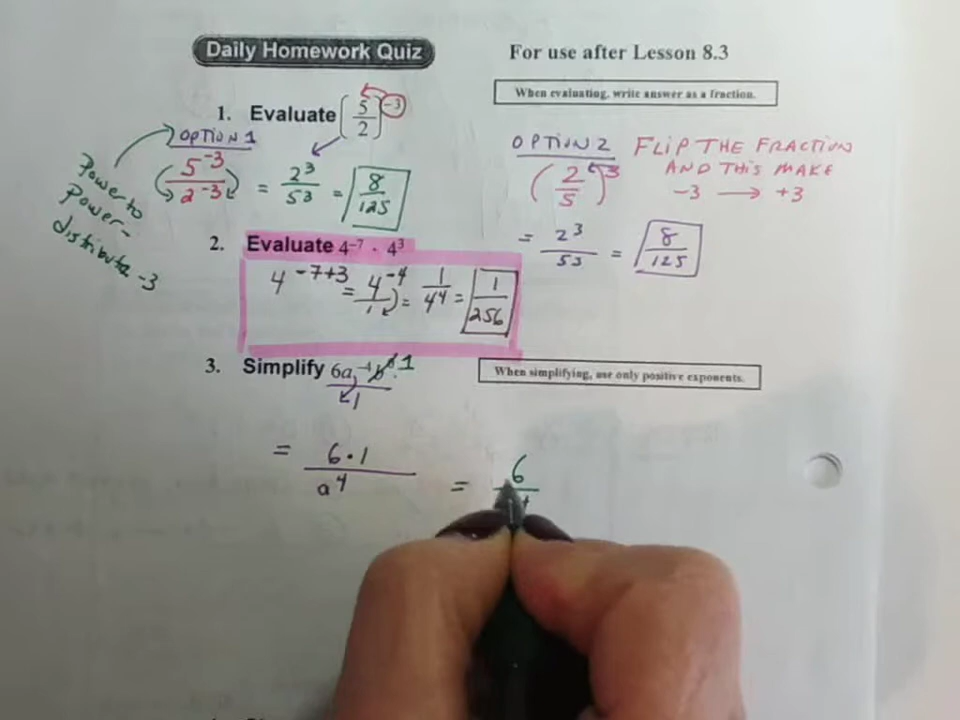 Daily Homework Quiz
For use after Lesson 8.3
When evaluating, write answer as a fraction.
1. Evaluate (5/2)^-3
OPTION 1
5^-3 / 2^-3 = 2^3 / 5^3 = 8/125
Power to
Power-
distribute -3
OPTION 2 FLIP THE FRACTION
AND THIS MAKE
-3 → +3
(2/5)^3
= 2^3 / 5^3 = 8/125
2. Evaluate 4^-7 · 4^3
4^-7+3 = 4^-4 / 1 = 1/4^4 = 1/256
3. Simplify 6a^-4 b^0 · 1
1
When simplifying, use only positive exponents.
= 6·1 / a^4 = 6